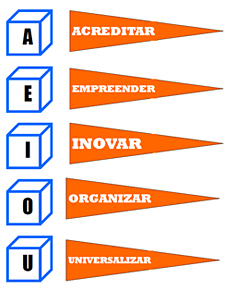 A ACREDITAR
E EMPREENDER
I INOVAR
O ORGANIZAR
U UNIVERSALIZAR